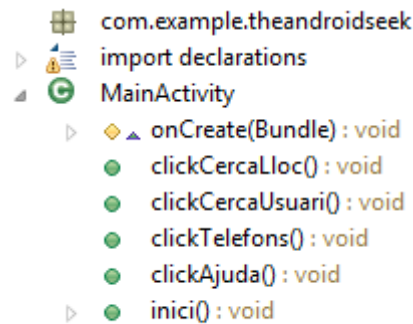 com.example.theandroidseek
import declarations
MainActivity
onCreate(Bundle) : void
clickCercaLloc() : void
clickCercaUsuari() : void
clickTelefons() : void
clickAjuda() : void
inici() : void